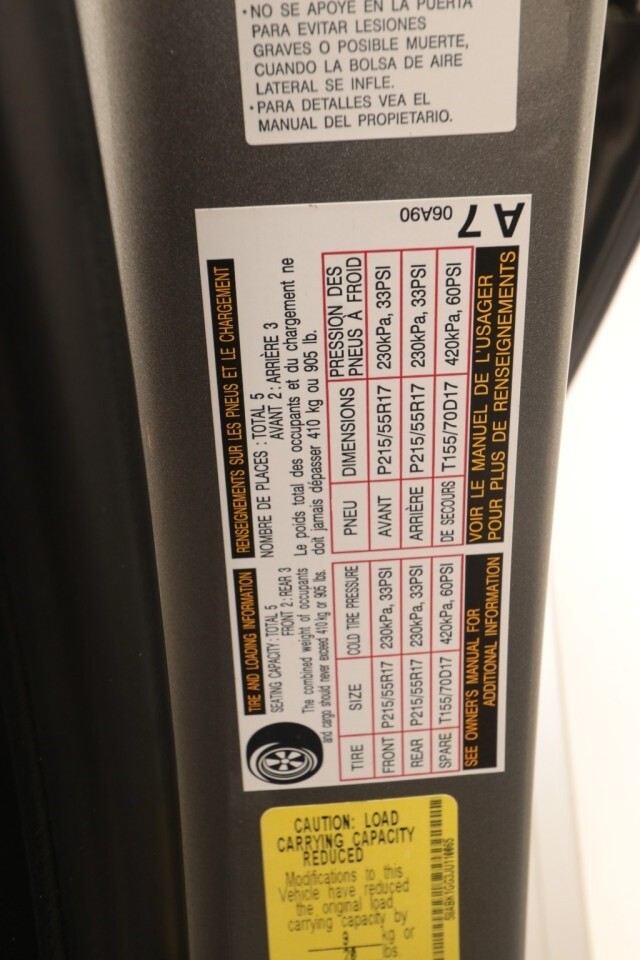 •NO SE APOYE EN LA PUERTA
PARA EVITAR LESIONES
GRAVES O POSIBLE MUERTE,
CUANDO LA BOLSA DE AIRE
LATERAL SE INFLE.
•PARA DETALLES VEA EL
MANUAL DEL PROPIETARIO.
A7 06A90
TIRE AND LOADING INFORMATION
SEATING CAPACITY: TOTAL 5
FRONT 2: REAR 3
The combined weight of occupants
and cargo should never exceed 410 kg or 905 lbs.
TIRE SIZE COLD TIRE PRESSURE
FRONT P215/55R17 230kPa, 33PSI
REAR P215/55R17 230kPa, 33PSI
SPARE T155/70D17 420kPa, 60PSI
SEE OWNER'S MANUAL FOR
ADDITIONAL INFORMATION
RENSEIGNEMENTS SUR LES PNEUS ET LE CHARGEMENT
NOMBRE DE PLACES : TOTAL 5
AVANT 2 : ARRIÈRE 3
Le poids total des occupants et du chargement ne
doit jamais dépasser 410 kg ou 905 lb.
PNEU DIMENSIONS PRESSION DES
PNEUS À FROID
AVANT P215/55R17 230kPa, 33PSI
ARRIÈRE P215/55R17 230kPa, 33PSI
DE SECOURS T155/70D17 420kPa, 60PSI
VOIR LE MANUEL DE L'USAGER
POUR PLUS DE RENSEIGNEMENTS
CAUTION: LOAD
CARRYING CAPACITY
REDUCED
Modifications to this
Vehicle have reduced
the original load
carrying capacity by
kg or
lbs.